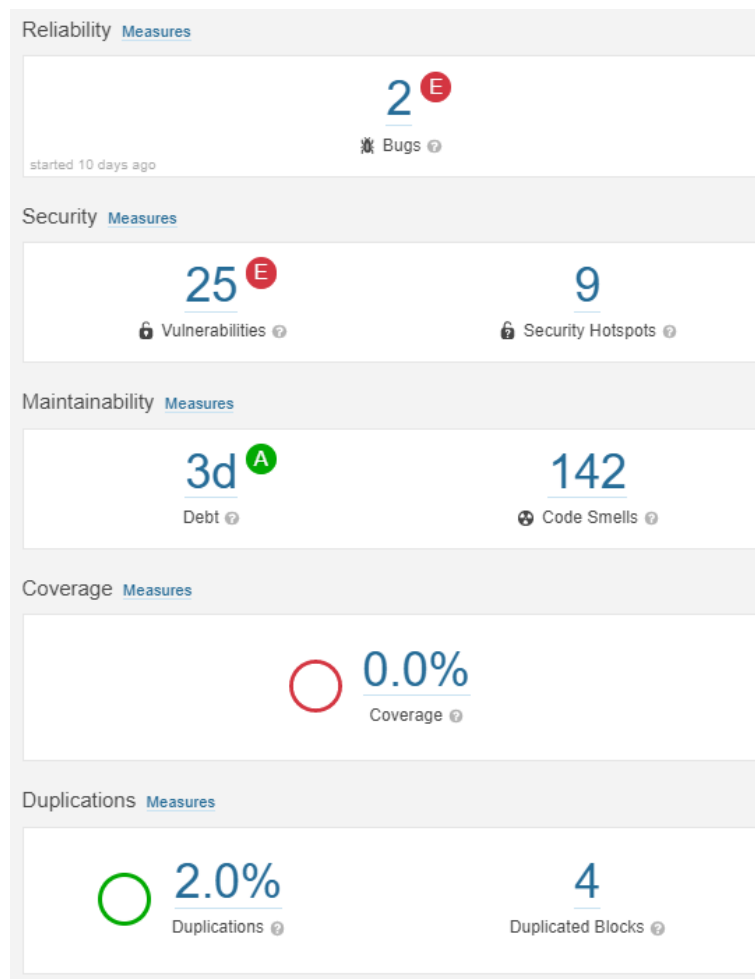 Reliability Measures
2 E
Bugs ?
started 10 days ago
Security Measures
25 E 9
Vulnerabilities ? Security Hotspots ?
Maintainability Measures
3d A 142
Debt ? Code Smells ?
Coverage Measures
0.0%
Coverage ?
Duplications Measures
2.0% 4
Duplications ? Duplicated Blocks ?